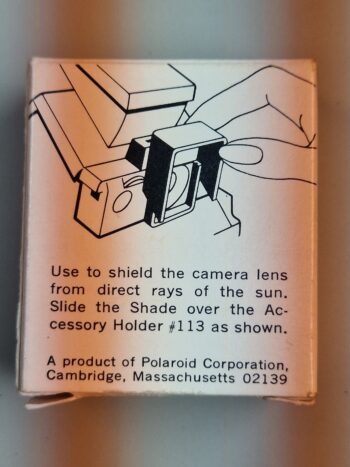 Use to shield the camera lens
from direct rays of the sun.
Slide the Shade over the Ac-
cessory Holder #113 as shown.
A product of Polaroid Corporation,
Cambridge, Massachusetts 02139